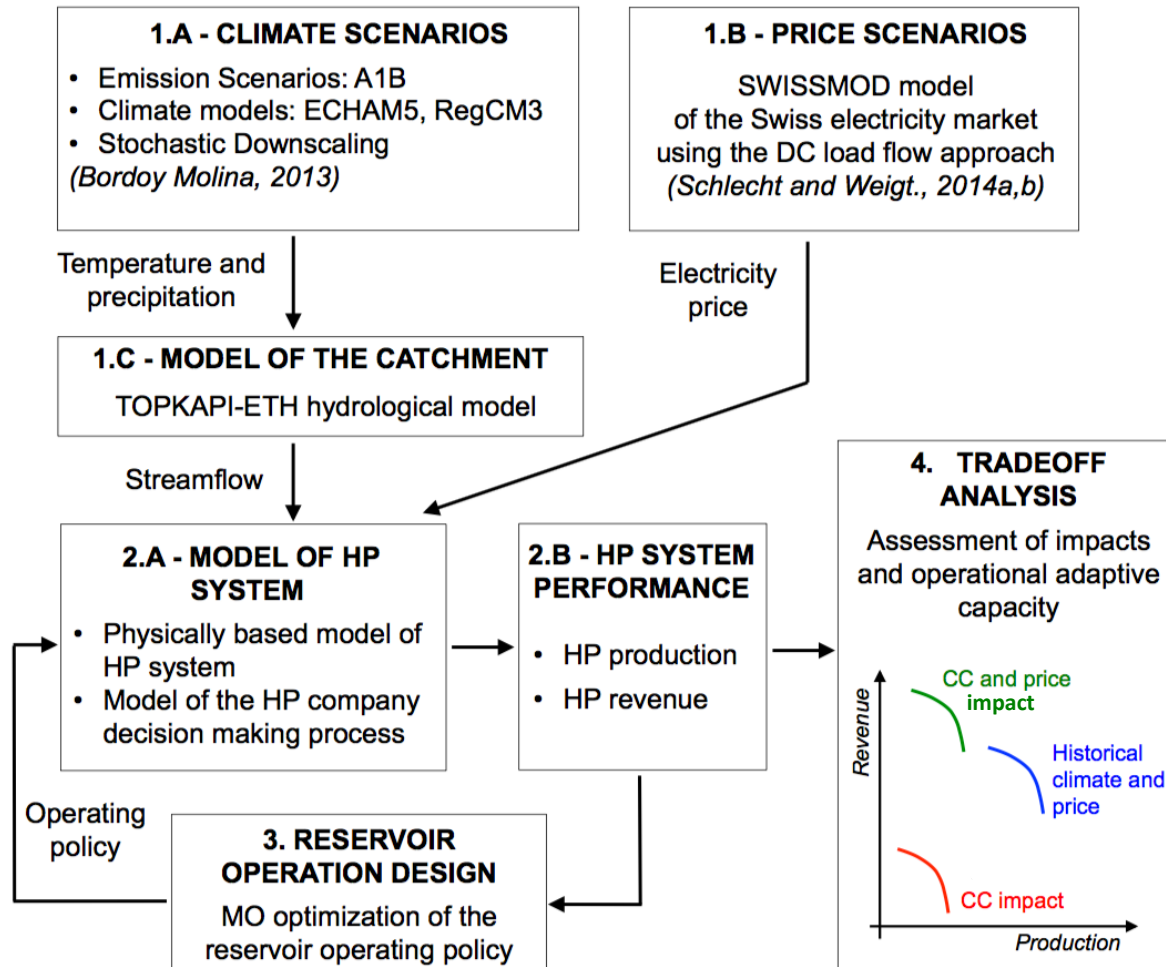 1.A - CLIMATE SCENARIOS
• Emission Scenarios: A1B
• Climate models: ECHAM5, RegCM3
• Stochastic Downscaling
(Bordoy Molina, 2013)
1.B - PRICE SCENARIOS
SWISSMOD model
of the Swiss electricity market
using the DC load flow approach
(Schlecht and Weigt., 2014a,b)
Temperature and
precipitation
Electricity
price
1.C - MODEL OF THE CATCHMENT
TOPKAPI-ETH hydrological model
Streamflow
2.A - MODEL OF HP
SYSTEM
• Physically based model of
HP system
• Model of the HP company
decision making process
2.B - HP SYSTEM
PERFORMANCE
• HP production
• HP revenue
Operating
policy
3. RESERVOIR
OPERATION DESIGN
MO optimization of the
reservoir operating policy
4. TRADEOFF
ANALYSIS
Assessment of impacts
and operational adaptive
capacity
Revenue
CC and price
impact
Historical
climate and
price
CC impact
Production